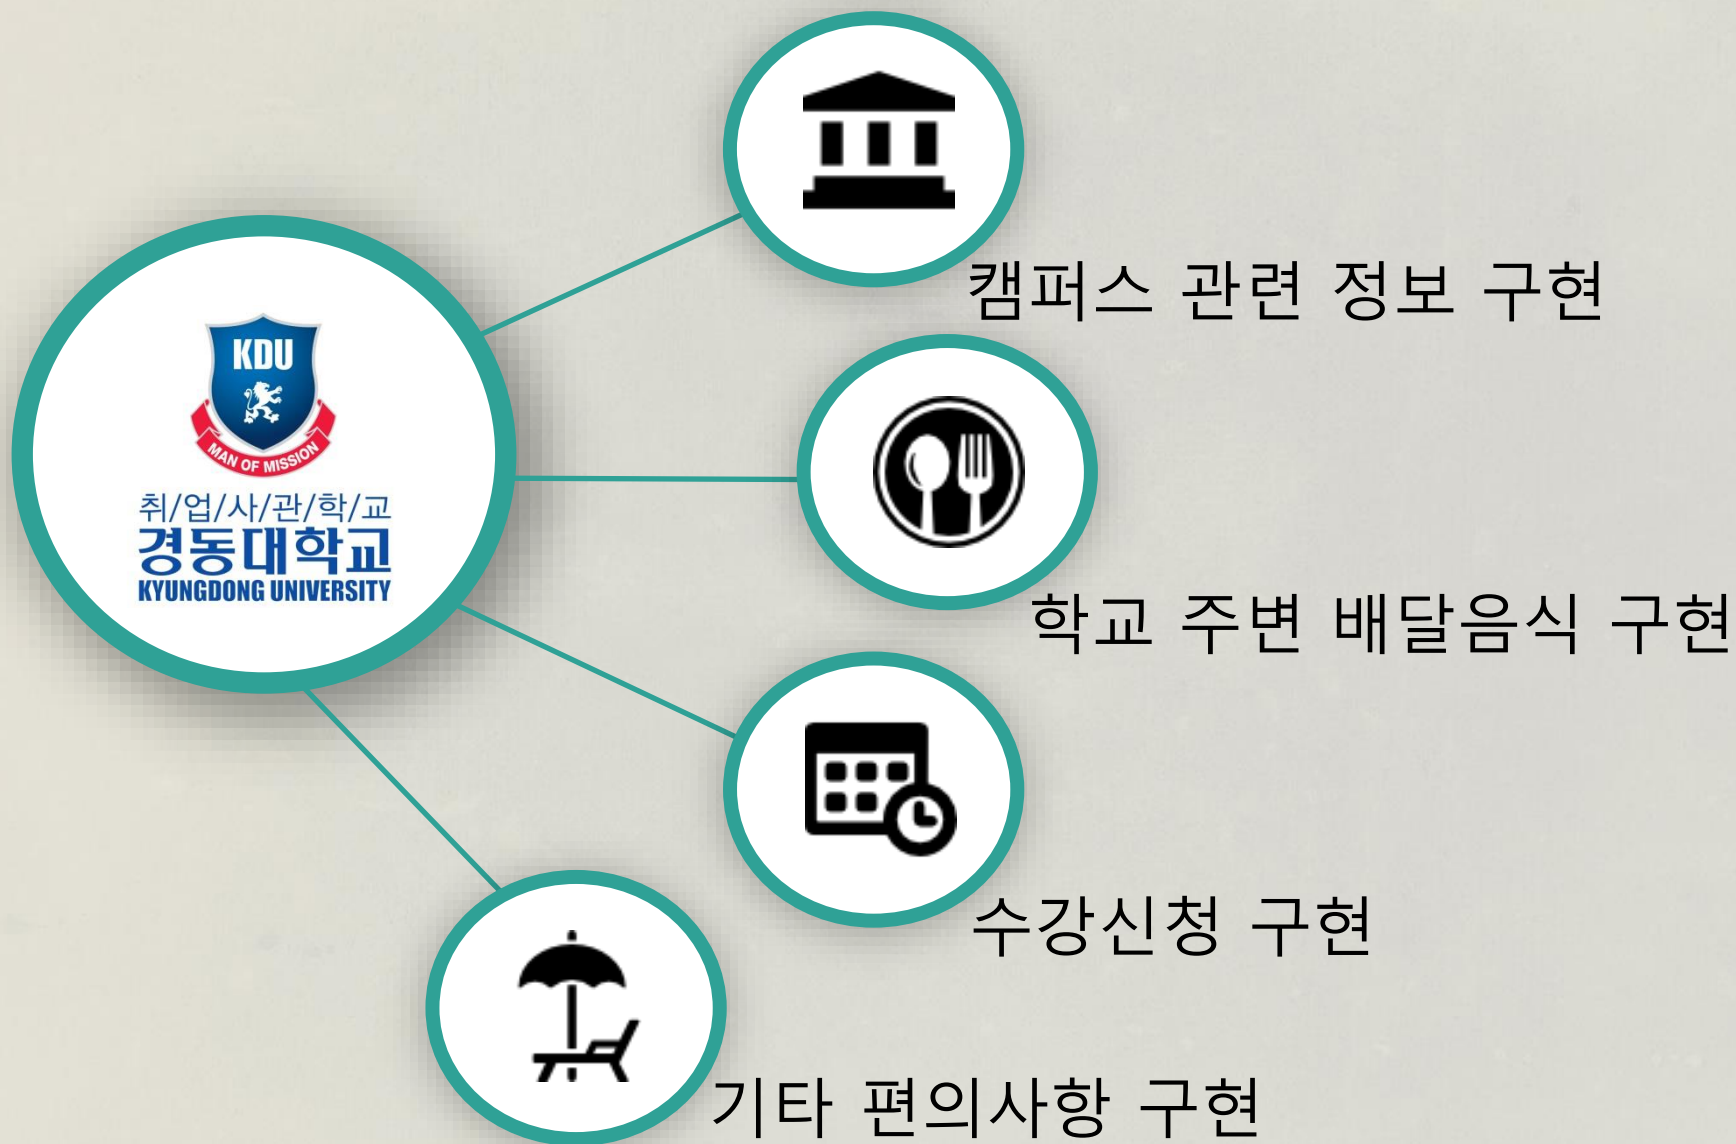 KDU
MAN OF MISSION
취/업/사/관/학/교
경동대학교
KYUNGDONG UNIVERSITY
캠퍼스 관련 정보 구현
학교 주변 배달음식 구현
수강신청 구현
기타 편의사항 구현